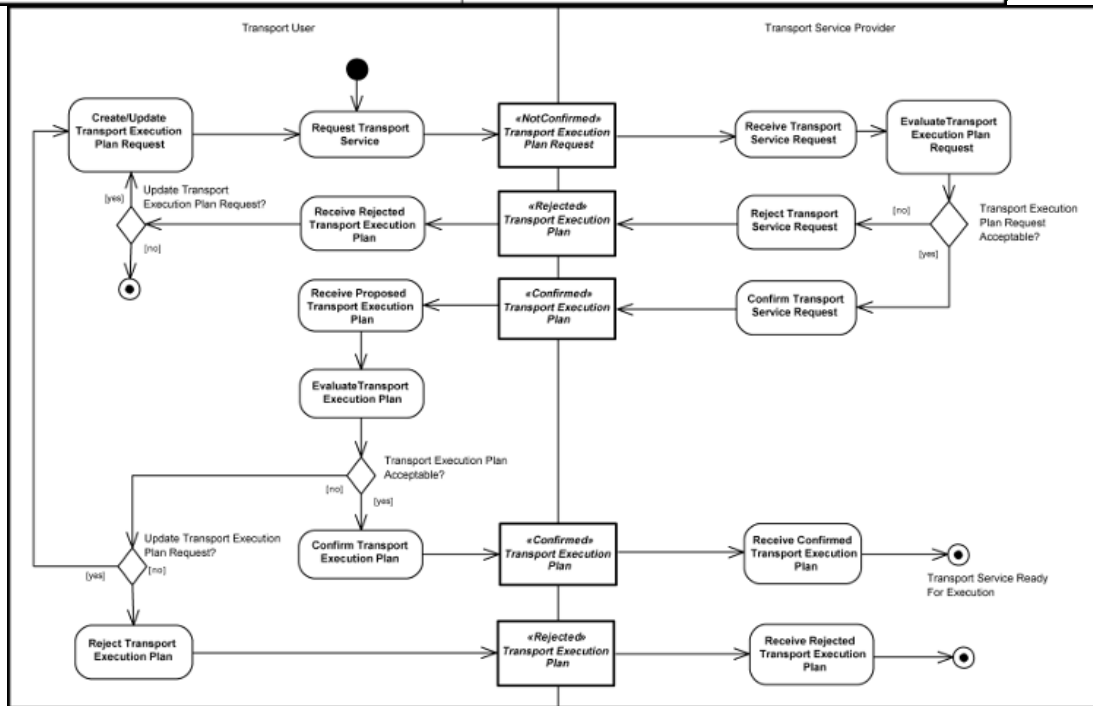 Transport User
Transport Service Provider
Create/Update
Transport Execution
Plan Request
Request Transport
Service
«NotConfirmed»
Transport Execution
Plan Request
Receive Transport
Service Request
EvaluateTransport
Execution Plan
Request
Update Transport
Execution Plan Request?
[yes]
[no]
Receive Rejected
Transport Execution
Plan
«Rejected»
Transport Execution
Plan
Reject Transport
Service Request
[no]
Transport Execution
Plan Request
Acceptable?
[yes]
Receive Proposed
Transport Execution
Plan
«Confirmed»
Transport Execution
Plan
Confirm Transport
Service Request
EvaluateTransport
Execution Plan
Transport Execution Plan
Acceptable?
[no]
[yes]
Update Transport Execution
Plan Request?
[yes]
[no]
Confirm Transport
Execution Plan
«Confirmed»
Transport Execution
Plan
Receive Confirmed
Transport Execution
Plan
Transport Service Ready
For Execution
Reject Transport
Execution Plan
«Rejected»
Transport Execution
Plan
Receive Rejected
Transport Execution
Plan